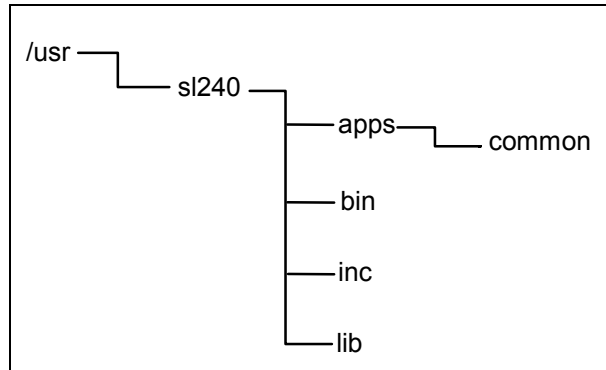 /usr
sl240
apps
common
bin
inc
lib